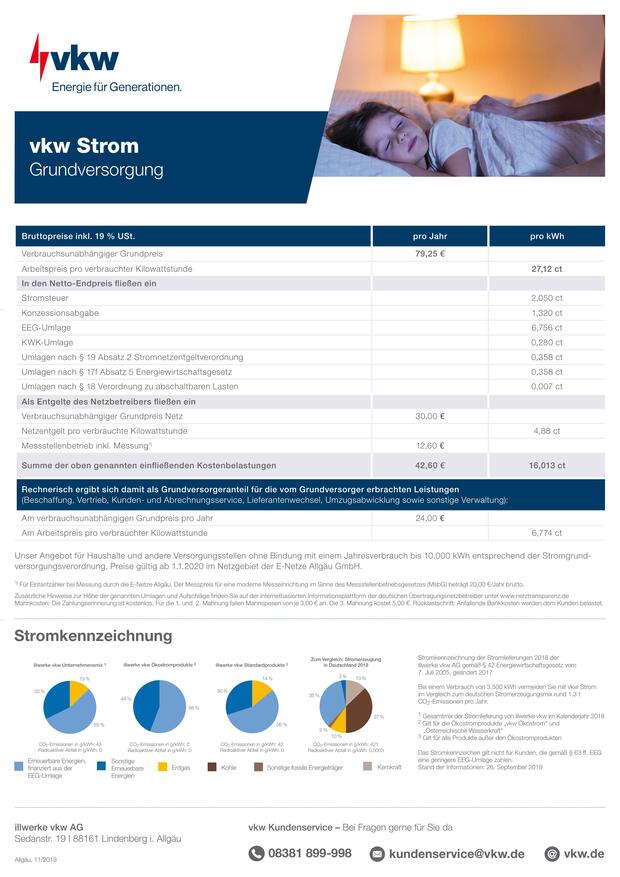 vkw
Energie für Generationen.
vkw Strom
Grundversorgung
Bruttopreise inkl. 19 % USt. pro Jahr pro kWh
Verbrauchsunabhängiger Grundpreis 79,25 €
Arbeitspreis pro verbrauchter Kilowattstunde 27,12 ct
In den Netto-Endpreis fließen ein
Stromsteuer 2,050 ct
Konzessionsabgabe 1,320 ct
EEG-Umlage 6,756 ct
KWK-Umlage 0,280 ct
Umlagen nach § 19 Absatz 2 Stromnetzentgeltverordnung 0,358 ct
Umlagen nach § 17f Absatz 5 Energiewirtschaftsgesetz 0,358 ct
Umlagen nach § 18 Verordnung zu abschaltbaren Lasten 0,007 ct
Als Entgelte des Netzbetreibers fließen ein
Verbrauchsunabhängiger Grundpreis Netz 30,00 €
Netzentgelt pro verbrauchte Kilowattstunde 4,88 ct
Messstellenbetrieb inkl. Messung¹⁾ 12,60 €
Summe der oben genannten einfließenden Kostenbelastungen 42,60 € 16,013 ct
Rechnerisch ergibt sich damit als Grundversorgeranteil für die vom Grundversorger erbrachten Leistungen
(Beschaffung, Vertrieb, Kunden- und Abrechnungsservice, Lieferantenwechsel, Umzugsabwicklung sowie sonstige Verwaltung):
Am verbrauchsunabhängigen Grundpreis pro Jahr 24,00 €
Am Arbeitspreis pro verbrauchter Kilowattstunde 6,774 ct
Unser Angebot für Haushalte und andere Versorgungsstellen ohne Bindung mit einem Jahresverbrauch bis 10.000 kWh entsprechend der Stromgrund-
versorgungsverordnung. Preise gültig ab 1.1.2020 im Netzgebiet der E-Netze Allgäu GmbH.
¹⁾ Für Eintarifzähler bei Messung durch die E-Netze Allgäu. Der Messpreis für eine moderne Messeinrichtung im Sinne des Messstellenbetriebsgesetzes (MsbG) beträgt 20,00 €/Jahr brutto.
Zusätzliche Hinweise zur Höhe der genannten Umlagen und Aufschläge finden Sie auf der internetbasierten Informationsplattform der deutschen Übertragungsnetzbetreiber unter www.netztransparenz.de
Mahnkosten: Die Zahlungserinnerung ist kostenlos. Für die 1. und 2. Mahnung fallen Mahnspesen von je 3,00 € an. Die 3. Mahnung kostet 5,00 €. Rücklastschrift: Anfallende Bankkosten werden dem Kunden belastet.
Stromkennzeichnung
illwerke vkw Unternehmensmix ¹
13 %
32 %
55 %
CO₂-Emissionen in g/kWh: 43
Radioaktiver Abfall in g/kWh: 0
illwerke vkw Ökostromprodukte ²
44 %
56 %
CO₂-Emissionen in g/kWh: 0
Radioaktiver Abfall in g/kWh: 0
illwerke vkw Standardprodukte ³
14 %
30 %
CO₂-Emissionen in g/kWh: 42
Radioaktiver Abfall in g/kWh: 0
Zum Vergleich: Stromerzeugung
in Deutschland 2018
13 %
37 %
10 %
CO₂-Emissionen in g/kWh: 421
Radioaktiver Abfall in g/kWh: 0,0003
Erneuerbare Energien,
finanziert aus der
EEG-Umlage
Sonstige
Erneuerbare
Energien
Erdgas
Kohle
Sonstige fossile Energieträger
Kernkraft
Stromkennzeichnung der Stromlieferungen 2018 der
illwerke vkw AG gemäß § 42 Energiewirtschaftsgesetz vom
7. Juli 2005, geändert 2017
Bei einem Verbrauch von 3.500 kWh vermeiden Sie mit vkw Strom
im Vergleich zum deutschen Stromerzeugungsmix rund 1,3 t
CO₂-Emissionen pro Jahr.
¹ Gesamtmix der Stromlieferung von illwerke vkw im Kalenderjahr 2018
² Gilt für die Ökostromprodukte „vkw Ökostrom“ und
„Österreichische Wasserkraft“
³ Gilt für alle Produkte außer den Ökostromprodukten
Das Stromkennzeichen gilt nicht für Kunden, die gemäß § 63 ff. EEG
eine geringere EEG-Umlage zahlen.
Stand der Informationen: 26. September 2019
illwerke vkw AG
Sedanstr. 19 I 88161 Lindenberg i. Allgäu
Allgäu, 11/2019
vkw Kundenservice – Bei Fragen gerne für Sie da
08381 899-998
kundenservice@vkw.de
@ vkw.de